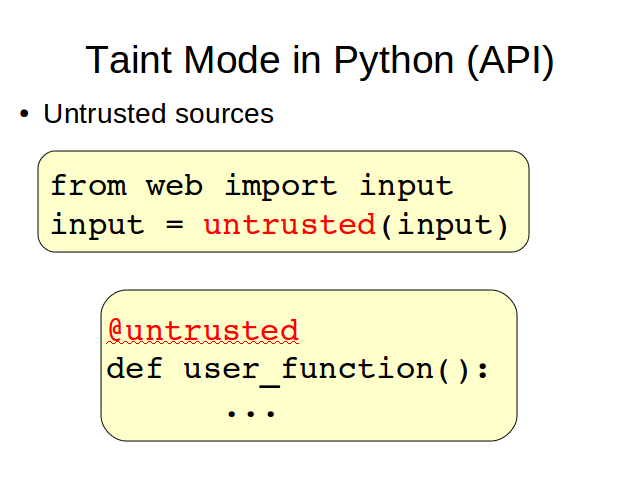 Taint Mode in Python (API)
• Untrusted sources
from web import input
input = untrusted(input)
@untrusted
def user_function():
...